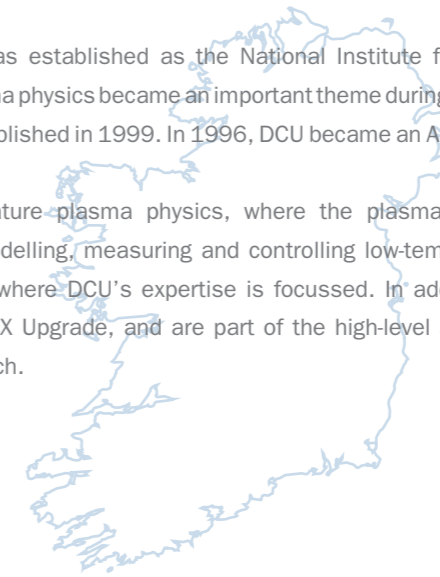 as established as the National Institute f
na physics became an important theme during
blished in 1999. In 1996, DCU became an A
ture plasma physics, where the plasma
delling, measuring and controlling low-tem
where DCU's expertise is focussed. In ad
X Upgrade, and are part of the high-level
ch.